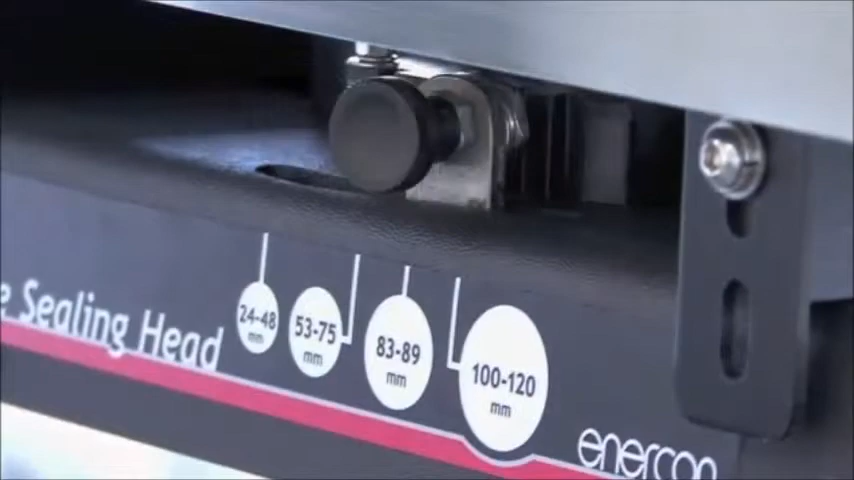 e Sealing Head
24-48
mm
53-75
mm
83-89
mm
100-120
mm
enercon